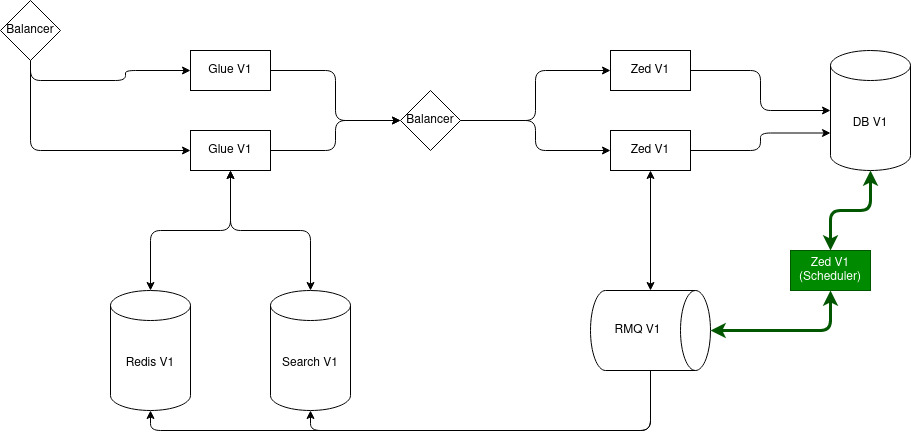 Balancer
Glue V1
Zed V1
Balancer
DB V1
Glue V1
Zed V1
Zed V1
(Scheduler)
RMQ V1
Redis V1
Search V1